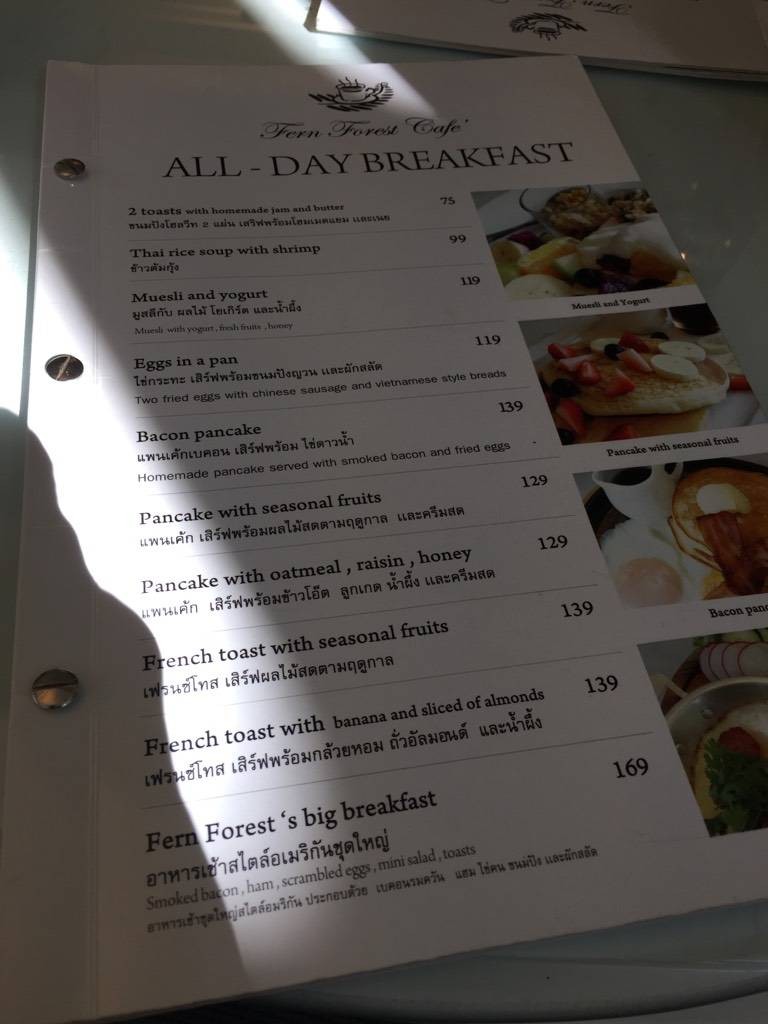 Fern Forest Cafe'
ALL - DAY BREAKFAST
2 toasts with homemade jam and butter 75
ขนมปังโฮลวีท 2 แผ่น เสริฟพร้อมโฮมเมดแยม และเนย
Thai rice soup with shrimp 99
ข้าวต้มกุ้ง
Muesli and yogurt 119
มูสลีกับ ผลไม้ โยเกิร์ต และน้ำผึ้ง
Muesli with yogurt , fresh fruits , honey
Eggs in a pan 119
ไข่กระทะ เสิร์ฟพร้อมขนมปังญวน และผักสลัด
Two fried eggs with chinese sausage and vietnamese style breads
Bacon pancake 139
แพนเค้กเบคอน เสิร์ฟพร้อม ไข่ดาวน้ำ
Homemade pancake served with smoked bacon and fried eggs
Pancake with seasonal fruits 129
แพนเค้ก เสิร์ฟพร้อมผลไม้สดตามฤดูกาล และครีมสด
Pancake with oatmeal , raisin , honey 129
แพนเค้ก เสิร์ฟพร้อมข้าวโอ๊ต ลูกเกด น้ำผึ้ง และครีมสด
French toast with seasonal fruits 139
เฟรนซ์โทส เสิร์ฟผลไม้สดตามฤดูกาล
French toast with banana and sliced of almonds 139
เฟรนซ์โทส เสิร์ฟพร้อมกล้วยหอม ถั่วอัลมอนด์ และน้ำผึ้ง
Fern Forest 's big breakfast 169
อาหารเช้าสไตล์อเมริกันชุดใหญ่
Smoked bacon , ham , scrambled eggs , mini salad , toasts
อาหารเช้าชุดใหญ่สไตล์อมริกัน ประกอบด้วย เบคอนรมควัน แฮม ไข่คน ขนมปัง และผักสลัด
Muesli and Yogurt
Pancake with seasonal fruits
Bacon panc